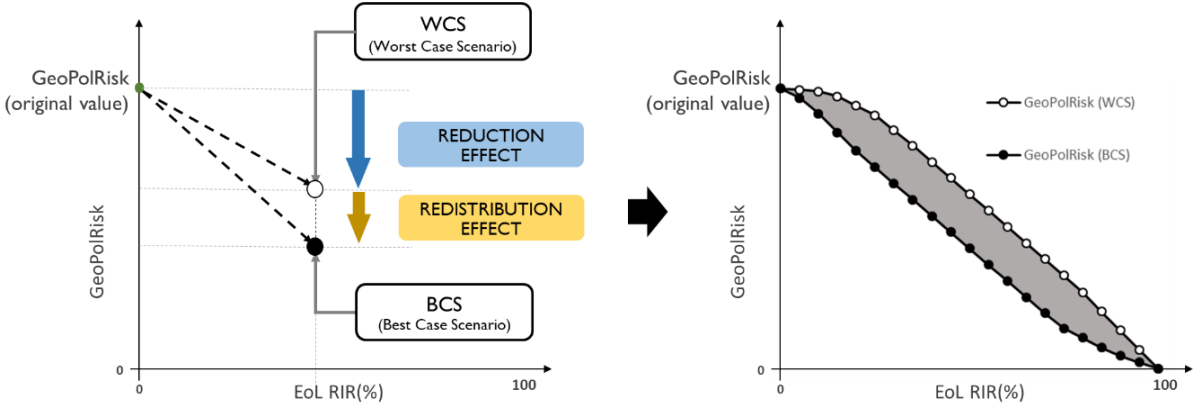 WCS
(Worst Case Scenario)
GeoPolRisk
(original value)
REDUCTION
EFFECT
REDISTRIBUTION
EFFECT
BCS
(Best Case Scenario)
GeoPolRisk
0
0
EoL RIR(%)
100
GeoPolRisk
(original value)
GeoPolRisk (WCS)
GeoPolRisk (BCS)
GeoPolRisk
0
0
EoL RIR(%)
100